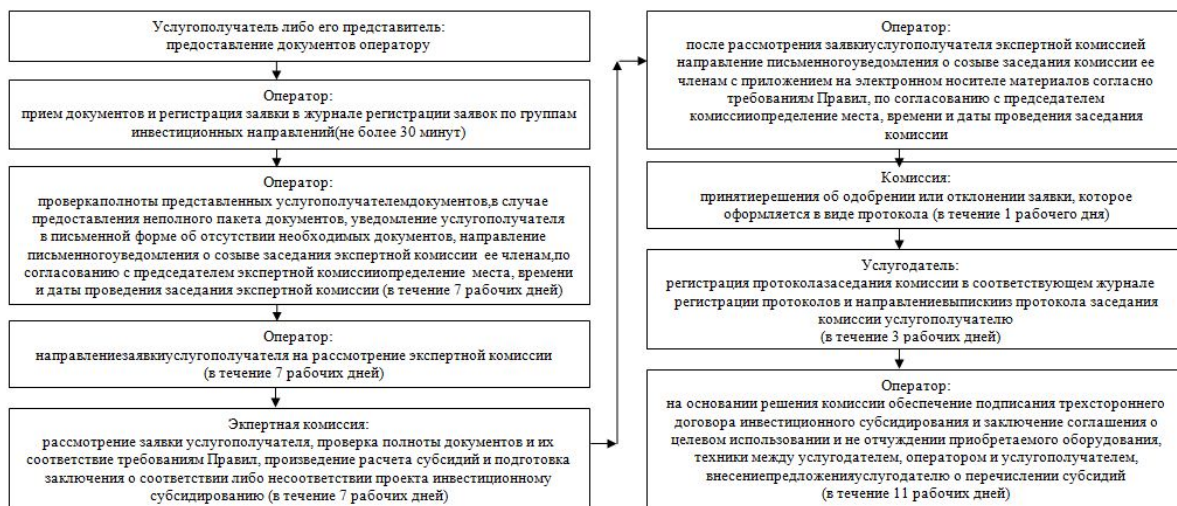 Услугополучатель либо его представитель:
предоставление документов оператору
Оператор:
прием документов и регистрация заявки в журнале регистрации заявок по группам
инвестиционных направлений(не более 30 минут)
Оператор:
проверкаполноты представленных услугополучателемдокументов,в случае
предоставления неполного пакета документов, уведомление услугополучателя
в письменной форме об отсутствии необходимых документов, направление
письменногоуведомления о созыве заседания экспертной комиссии ее членам,по
согласованию с председателем экспертной комиссииопределение места, времени
и даты проведения заседания экспертной комиссии (в течение 7 рабочих дней)
Оператор:
направлениезаявкиуслугополучателя на рассмотрение экспертной комиссии
(в течение 7 рабочих дней)
Экпертная комиссия:
рассмотрение заявки услугополучателя, проверка полноты документов и их
соответствие требованиям Правил, произведение расчета субсидий и подготовка
заключения о соответствии либо несоответствии проекта инвестиционному
субсидированию (в течение 7 рабочих дней)
Оператор:
после рассмотрения заявкиуслугополучателя экспертной комиссией
направление письменногоуведомления о созыве заседания комиссии ее
членам с приложением на электронном носителе материалов согласно
требованиям Правил, по согласованию с председателем
комиссииопределение места, времени и даты проведения заседания
комиссии
Комиссия:
принятиерешения об одобрении или отклонении заявки, которое
оформляется в виде протокола (в течение 1 рабочего дня)
Услугодатель:
регистрация протоколазаседания комиссии в соответствующем журнале
регистрации протоколов и направлениевыпискииз протокола заседания
комиссии услугополучателю
(в течение 3 рабочих дней)
Оператор:
на основании решения комиссии обеспечение подписания трехстороннего
договора инвестиционного субсидирования и заключение соглашения о
целевом использовании и не отчуждении приобретаемого оборудования,
техники между услугодателем, оператором и услугополучателем,
внесениепредложенияуслугодателю о перечислении субсидий
(в течение 11 рабочих дней)